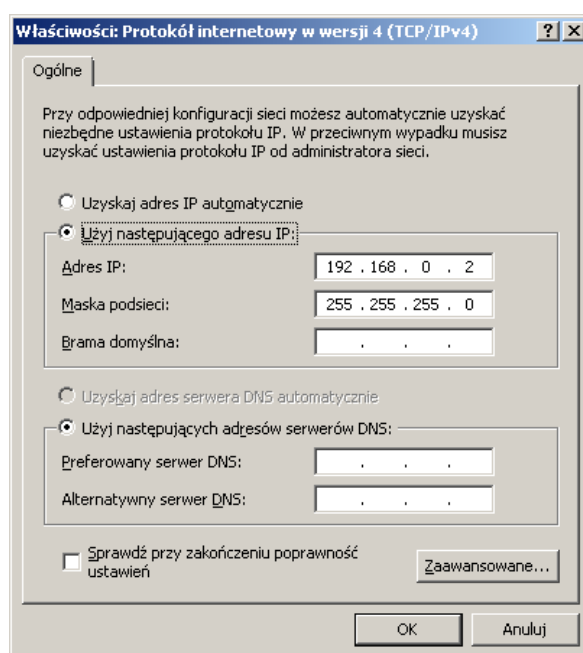 Właściwości: Protokół internetowy w wersji 4 (TCP/IPv4)
Ogólne
Przy odpowiedniej konfiguracji sieci możesz automatycznie uzyskać
niezbędne ustawienia protokołu IP. W przeciwnym wypadku musisz
uzyskać ustawienia protokołu IP od administratora sieci.
Uzyskaj adres IP automatycznie
Użyj następującego adresu IP:
Adres IP: 192 . 168 . 0 . 2
Maska podsieci: 255 . 255 . 255 . 0
Brama domyślna: . . .
Uzyskaj adres serwera DNS automatycznie
Użyj następujących adresów serwerów DNS:
Preferowany serwer DNS: . . .
Alternatywny serwer DNS: . . .
Sprawdź przy zakończeniu poprawność
ustawień
Zaawansowane...
OK Anuluj